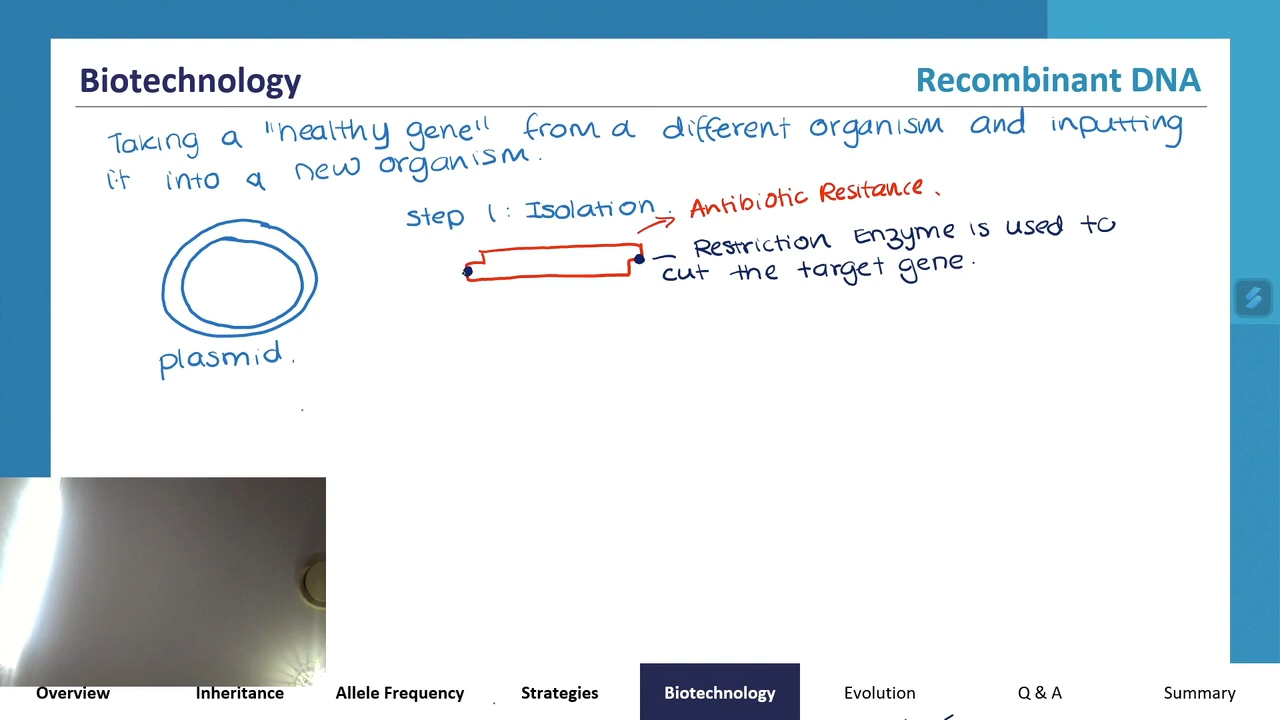 Biotechnology
Recombinant DNA
Taking a "healthy gene" from a different organism and inputting
it into a new organism.
Step 1: Isolation.
Antibiotic Resitance.
Restriction Enzyme is used to
cut the target gene.
plasmid.
Overview
Inheritance
Allele Frequency
Strategies
Biotechnology
Evolution
Q & A
Summary